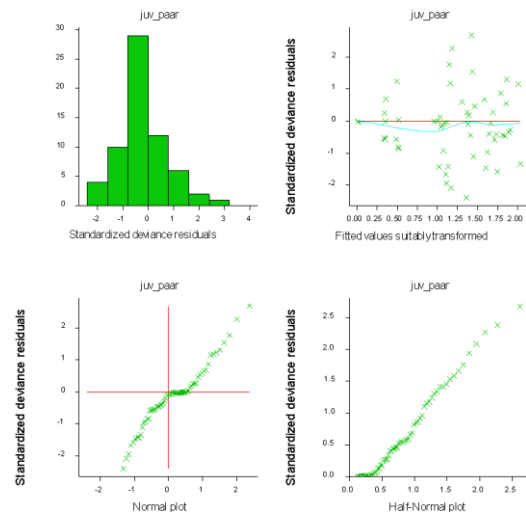 juv_paar
30
25
20
15
10
5
0
-2 -1 0 1 2 3 4
Standardized deviance residuals
juv_paar
Standardized deviance residuals
2
1
0
-1
-2
0.00 0.25 0.50 0.75 1.00 1.25 1.50 1.75 2.00
Fitted values suitably transformed
juv_paar
Standardized deviance residuals
2
1
0
-1
-2
-2 -1 0 1 2
Normal plot
juv_paar
Standardized deviance residuals
2.5
2.0
1.5
1.0
0.5
0.0
0.0 0.5 1.0 1.5 2.0 2.5
Half-Normal plot